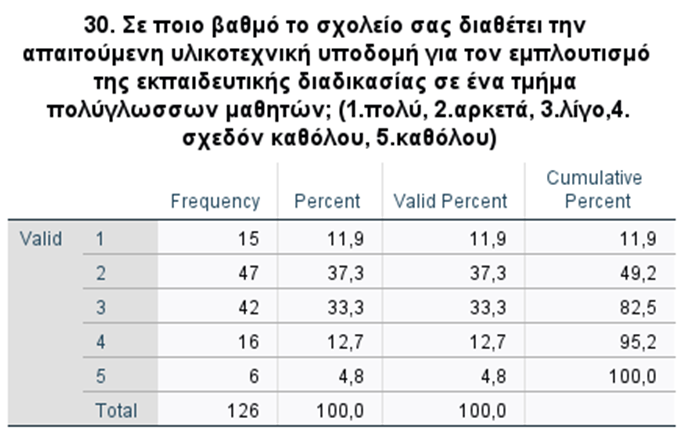 30. Σε ποιο βαθμό το σχολείο σας διαθέτει την
απαιτούμενη υλικοτεχνική υποδομή για τον εμπλουτισμό
της εκπαιδευτικής διαδικασίας σε ένα τμήμα
πολύγλωσσων μαθητών; (1.πολύ, 2.αρκετά, 3.λίγο,4.
σχεδόν καθόλου, 5.καθόλου)
Frequency Percent Valid Percent Cumulative Percent
Valid 1 15 11,9 11,9 11,9
2 47 37,3 37,3 49,2
3 42 33,3 33,3 82,5
4 16 12,7 12,7 95,2
5 6 4,8 4,8 100,0
Total 126 100,0 100,0